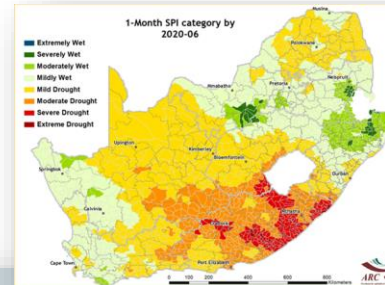 1-Month SPI category by
2020-06
Extremely Wet
Severely Wet
Moderately Wet
Mildly Wet
Mild Drought
Moderate Drought
Severe Drought
Extreme Drought
Musina
Polokwane
Nelspruit
Mmabatho
Pretoria
Upington
Kimberley
Bloemfontein
Springbok
Durban
Calvinia
Cape Town
Port Elizabeth
0
200
400
600
800
Kilometers
ARC